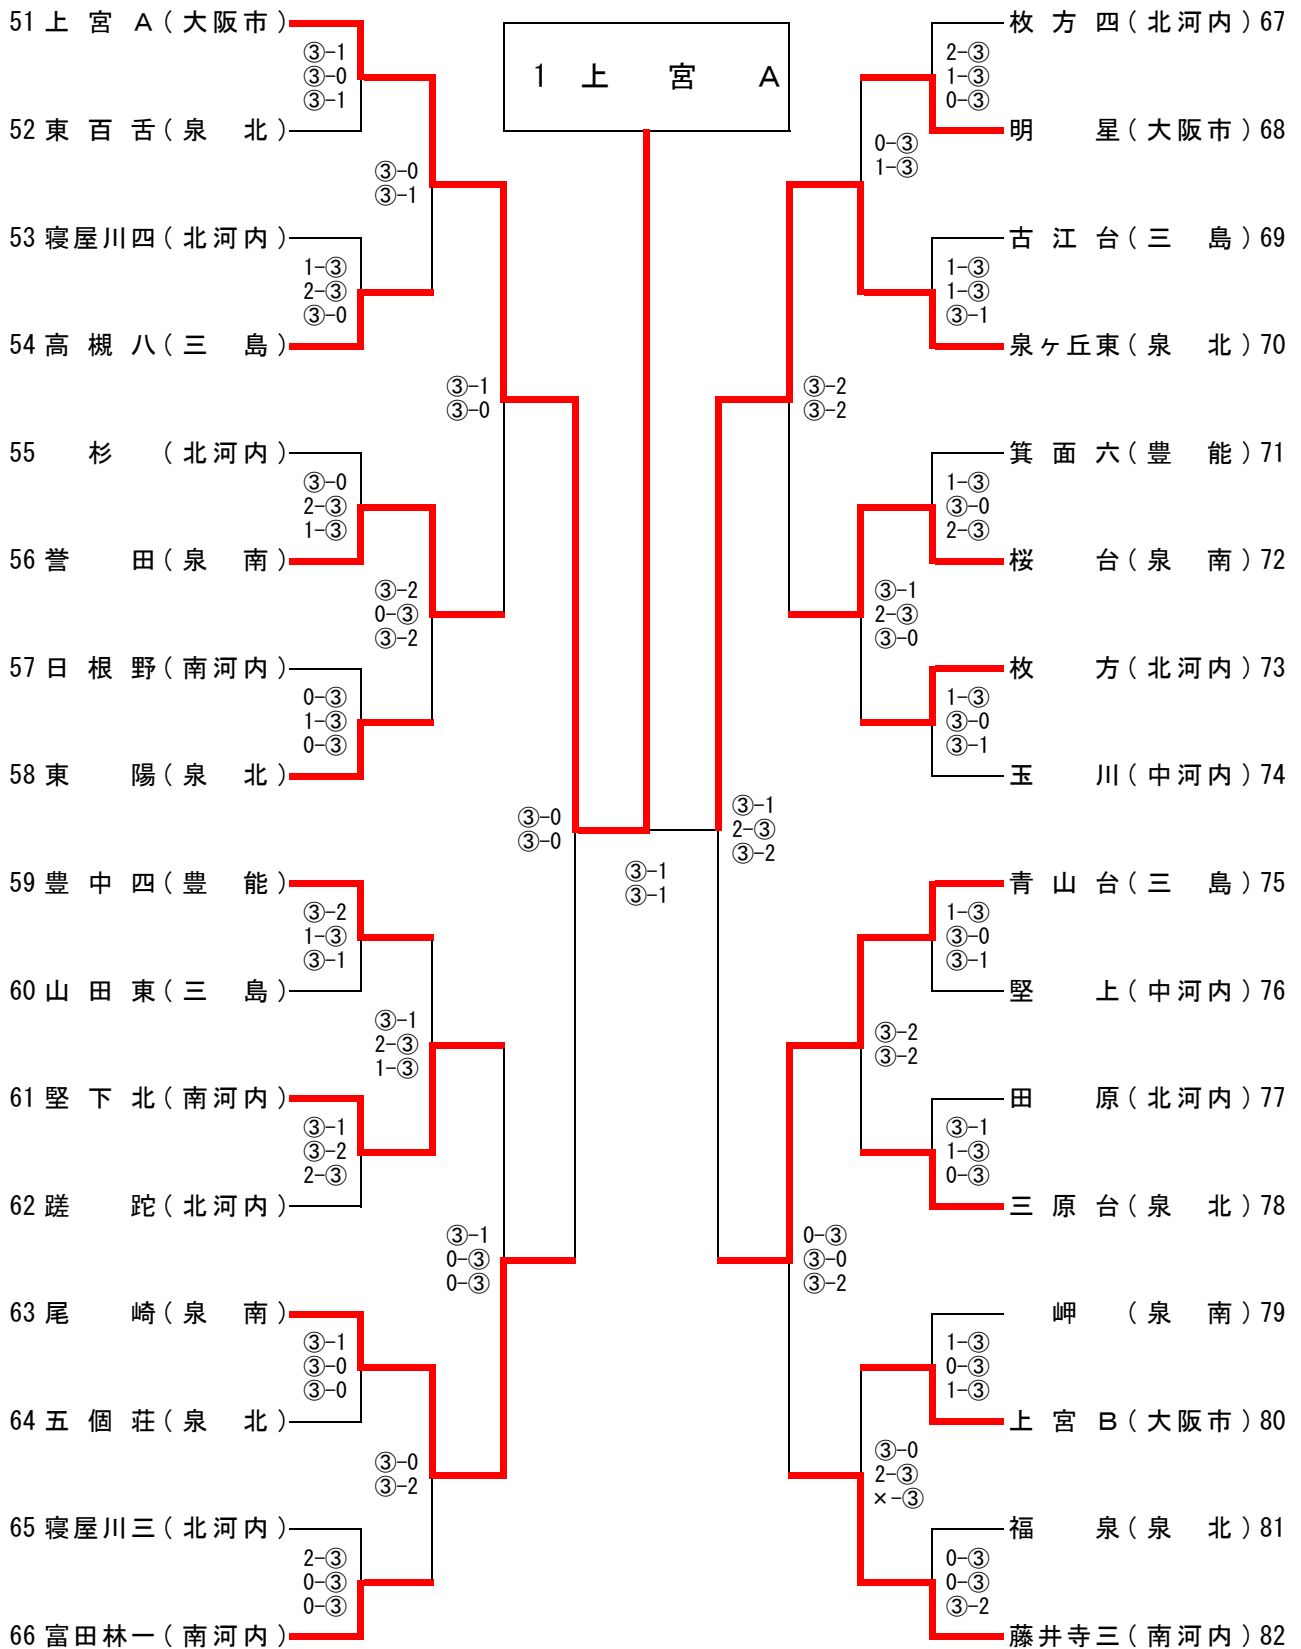 1 上 宮 A
51 上 宮 A ( 大阪市 )
③-1
③-0
③-1
52 東 百 舌 ( 泉 北 )
③-0
③-1
53 寝屋川四 ( 北河内 )
1-③
2-③
③-0
54 高 槻 八 ( 三 島 )
③-1
③-0
55 杉 ( 北河内 )
③-0
2-③
1-③
56 誉 田 ( 泉 南 )
③-2
0-③
③-2
57 日 根 野 ( 南河内 )
0-③
1-③
0-③
58 東 陽 ( 泉 北 )
③-0
③-0
59 豊 中 四 ( 豊 能 )
③-2
1-③
③-1
60 山 田 東 ( 三 島 )
③-1
2-③
1-③
61 堅 下 北 ( 南河内 )
③-1
③-2
2-③
62 蹉 跎 ( 北河内 )
③-1
0-③
0-③
63 尾 崎 ( 泉 南 )
③-1
③-0
③-0
64 五 個 荘 ( 泉 北 )
③-0
③-2
65 寝屋川三 ( 北河内 )
2-③
0-③
0-③
66 富田林一 ( 南河内 )
③-1
③-1
枚 方 四 ( 北河内 ) 67
2-③
1-③
0-③
明 星 ( 大阪市 ) 68
0-③
1-③
古 江 台 ( 三 島 ) 69
1-③
1-③
③-1
泉ヶ丘東 ( 泉 北 ) 70
③-2
③-2
箕 面 六 ( 豊 能 ) 71
1-③
③-0
2-③
桜 台 ( 泉 南 ) 72
③-1
2-③
③-0
枚 方 ( 北河内 ) 73
1-③
③-0
③-1
玉 川 ( 中河内 ) 74
③-1
2-③
③-2
青 山 台 ( 三 島 ) 75
1-③
③-0
③-1
堅 上 ( 中河内 ) 76
③-2
③-2
田 原 ( 北河内 ) 77
③-1
1-③
0-③
三 原 台 ( 泉 北 ) 78
0-③
③-0
③-2
岬 ( 泉 南 ) 79
1-③
0-③
1-③
上 宮 B ( 大阪市 ) 80
③-0
2-③
×-③
福 泉 ( 泉 北 ) 81
0-③
0-③
③-2
藤井寺三 ( 南河内 ) 82